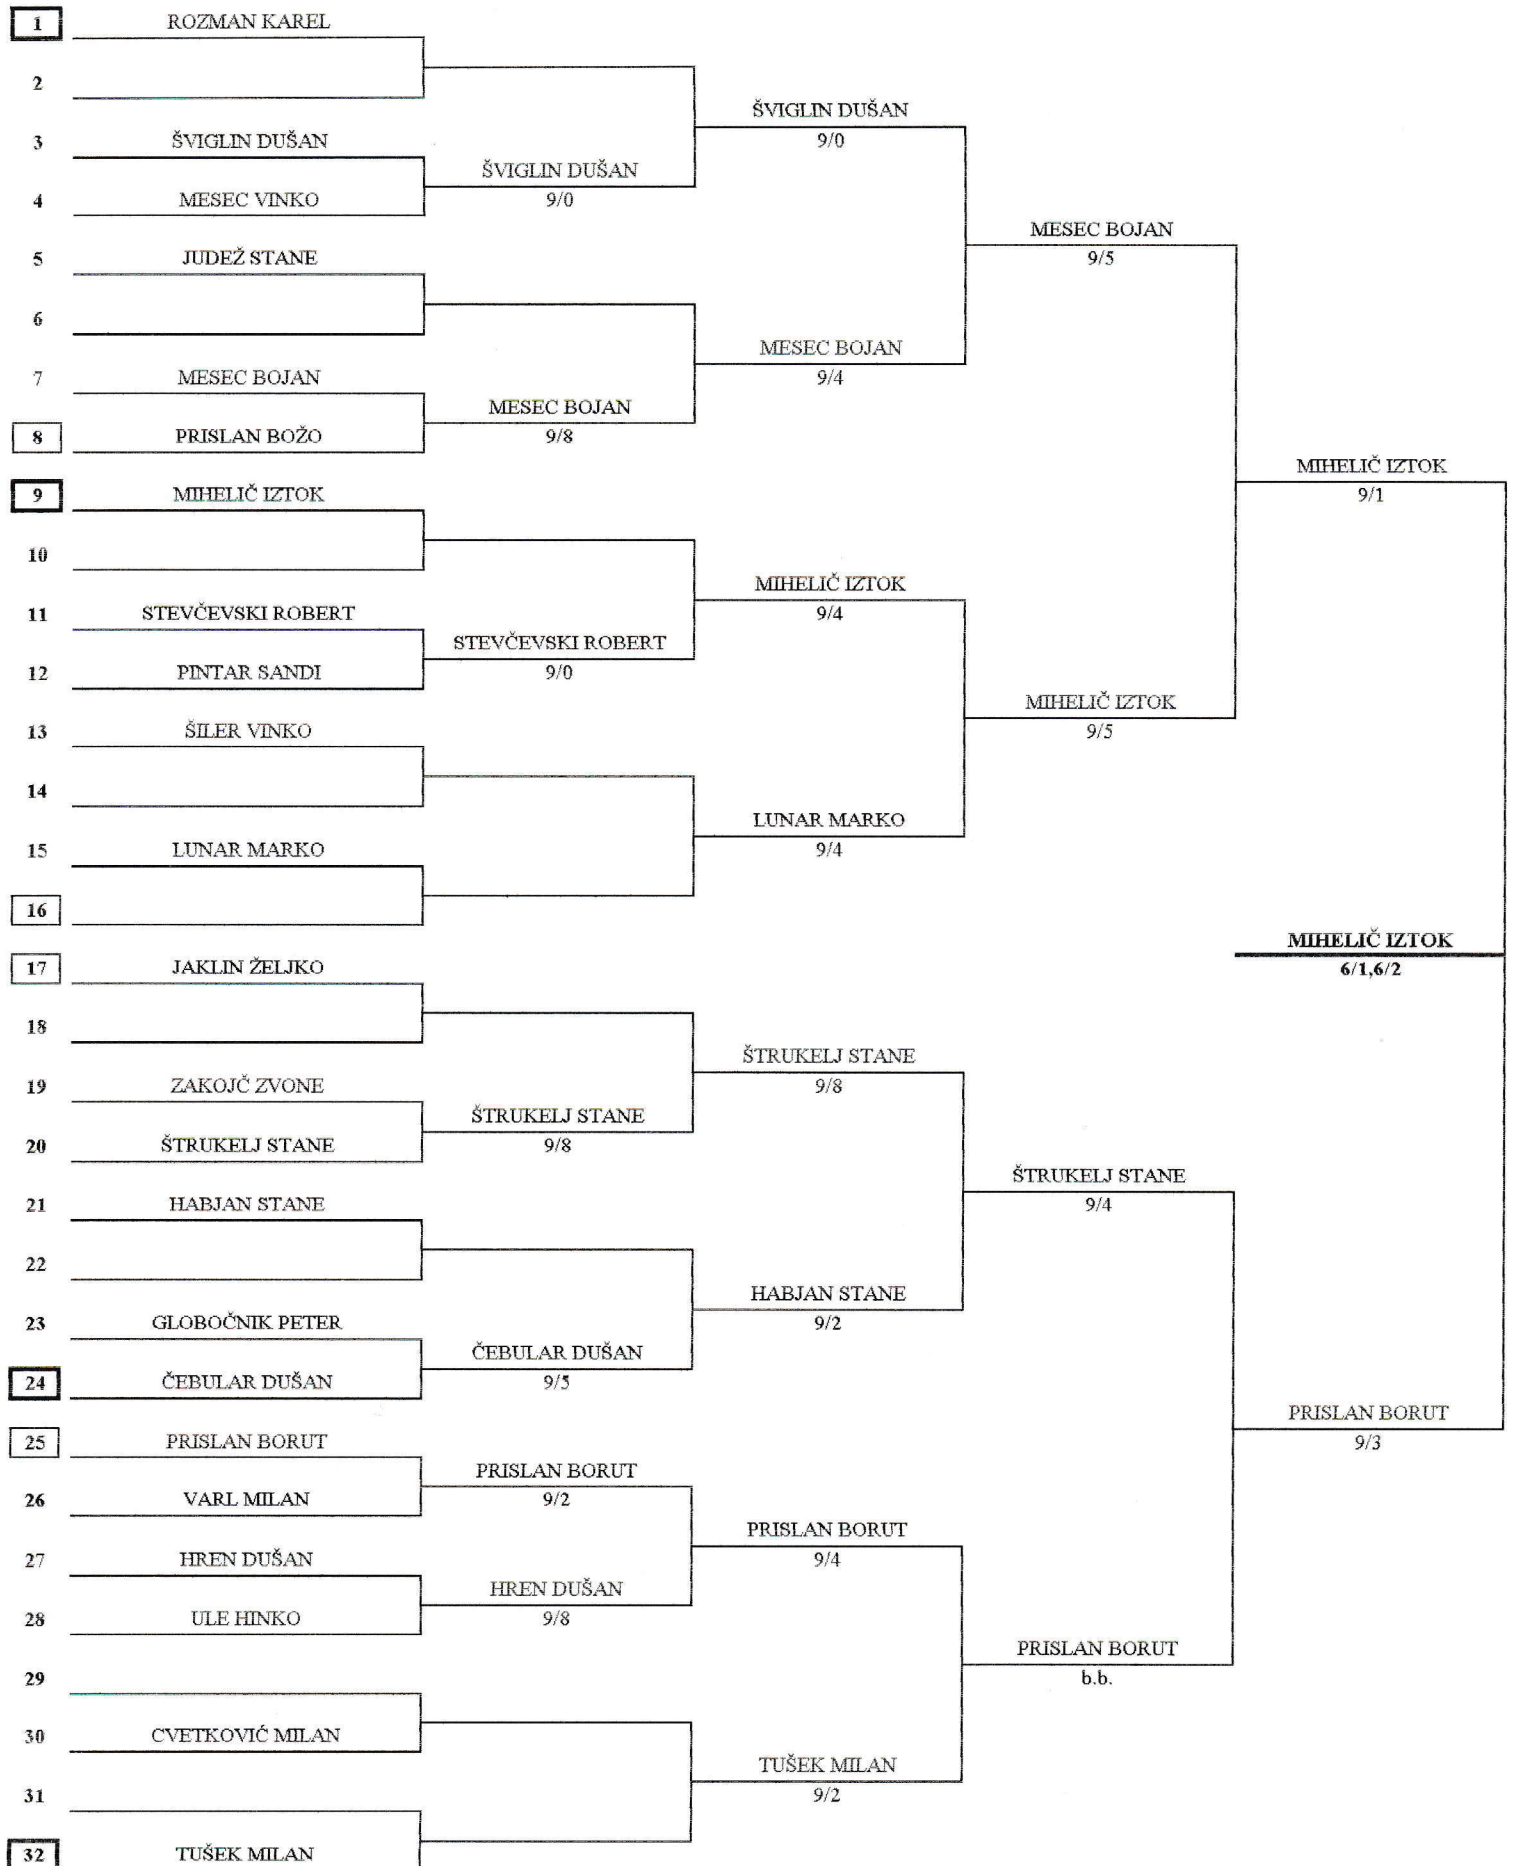 1 ROZMAN KAREL
2
ŠVIGLIN DUŠAN
9/0
3 ŠVIGLIN DUŠAN
ŠVIGLIN DUŠAN
9/0
4 MESEC VINKO
MESEC BOJAN
9/5
5 JUDEŽ STANE
6
MESEC BOJAN
9/4
7 MESEC BOJAN
MESEC BOJAN
9/8
8 PRISLAN BOŽO
MIHELIČ IZTOK
9/1
9 MIHELIČ IZTOK
10
MIHELIČ IZTOK
9/4
11 STEVČEVSKI ROBERT
STEVČEVSKI ROBERT
9/0
12 PINTAR SANDI
MIHELIČ IZTOK
9/5
13 ŠILER VINKO
14
LUNAR MARKO
9/4
15 LUNAR MARKO
16
MIHELIČ IZTOK
6/1,6/2
17 JAKLIN ŽELJKO
18
ŠTRUKELJ STANE
9/8
19 ZAKOJČ ZVONE
ŠTRUKELJ STANE
9/8
20 ŠTRUKELJ STANE
ŠTRUKELJ STANE
9/4
21 HABJAN STANE
22
HABJAN STANE
9/2
23 GLOBOČNIK PETER
ČEBULAR DUŠAN
9/5
24 ČEBULAR DUŠAN
PRISLAN BORUT
9/3
25 PRISLAN BORUT
PRISLAN BORUT
9/2
26 VARL MILAN
PRISLAN BORUT
9/4
27 HREN DUŠAN
HREN DUŠAN
9/8
28 ULE HINKO
PRISLAN BORUT
b.b.
29
30 CVETKOVIĆ MILAN
TUŠEK MILAN
9/2
31
32 TUŠEK MILAN